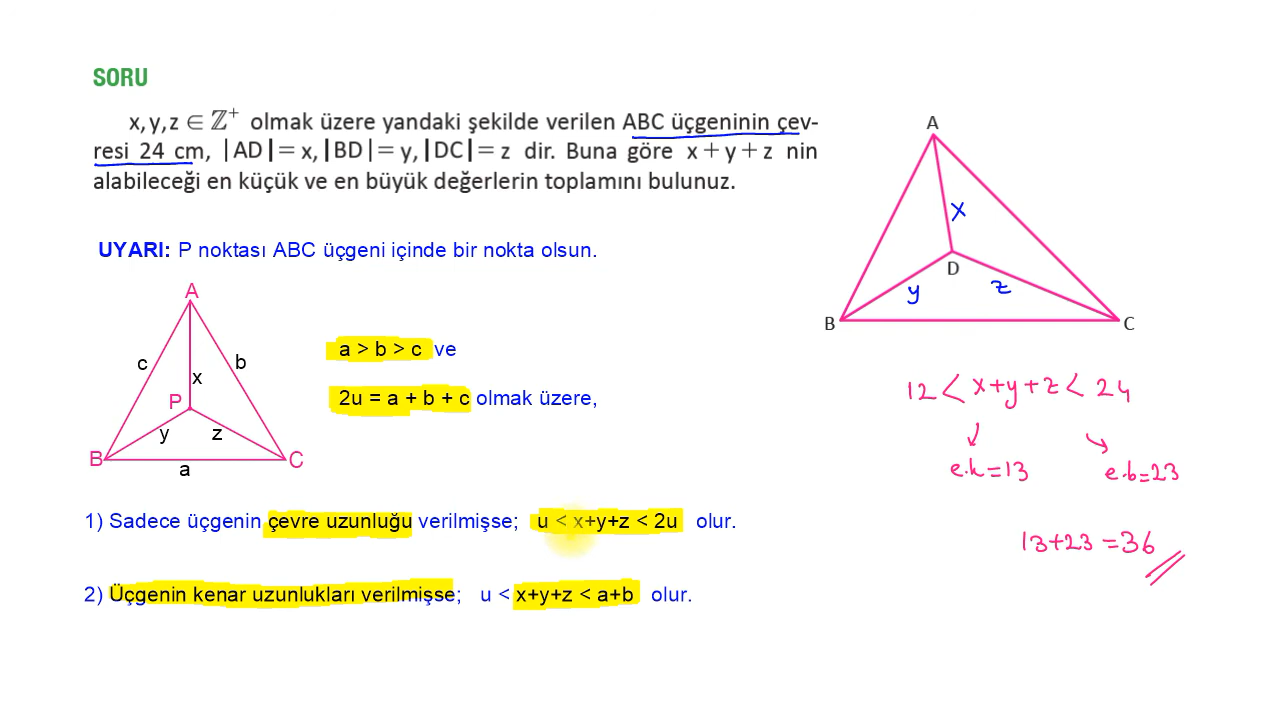 SORU
x,y,z ∈ ℤ⁺ olmak üzere yandaki şekilde verilen ABC üçgeninin çev-
resi 24 cm, |AD|= x,|BD|= y,|DC|= z dir. Buna göre x+y+z nin
alabileceği en küçük ve en büyük değerlerin toplamını bulunuz.
UYARI: P noktası ABC üçgeni içinde bir nokta olsun.
A
c
b
x
P
y
z
B
C
a
a > b > c ve
2u = a + b + c olmak üzere,
1) Sadece üçgenin çevre uzunluğu verilmişse; u < x+y+z < 2u olur.
2) Üçgenin kenar uzunlukları verilmişse; u < x+y+z < a+b olur.
A
x
D
y
z
B
C
12 < x+y+z < 24
e.k=13
e.b=23
13+23=36